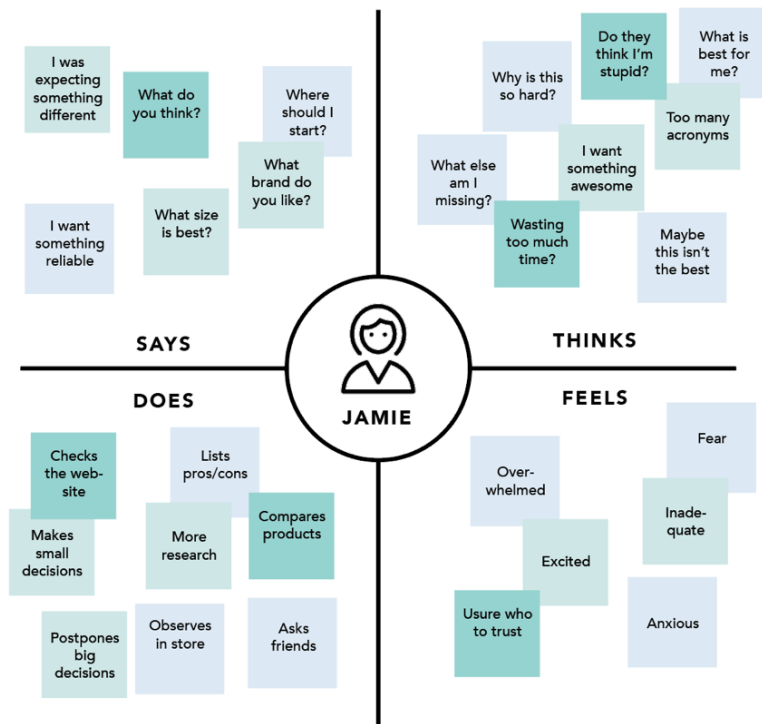 I was
expecting
something
different
What do
you think?
Where
should I
start?
What
brand do
you like?
What size
is best?
I want
something
reliable
SAYS
Do they
think I'm
stupid?
What is
best for
me?
Why is this
so hard?
Too many
acronyms
I want
something
awesome
What else
am I
missing?
Wasting
too much
time?
Maybe
this isn't
the best
THINKS
JAMIE
DOES
Checks
the web-
site
Lists
pros/cons
Compares
products
Makes
small
decisions
More
research
Postpones
big
decisions
Observes
in store
Asks
friends
FEELS
Fear
Over-
whelmed
Inade-
quate
Excited
Usure who
to trust
Anxious